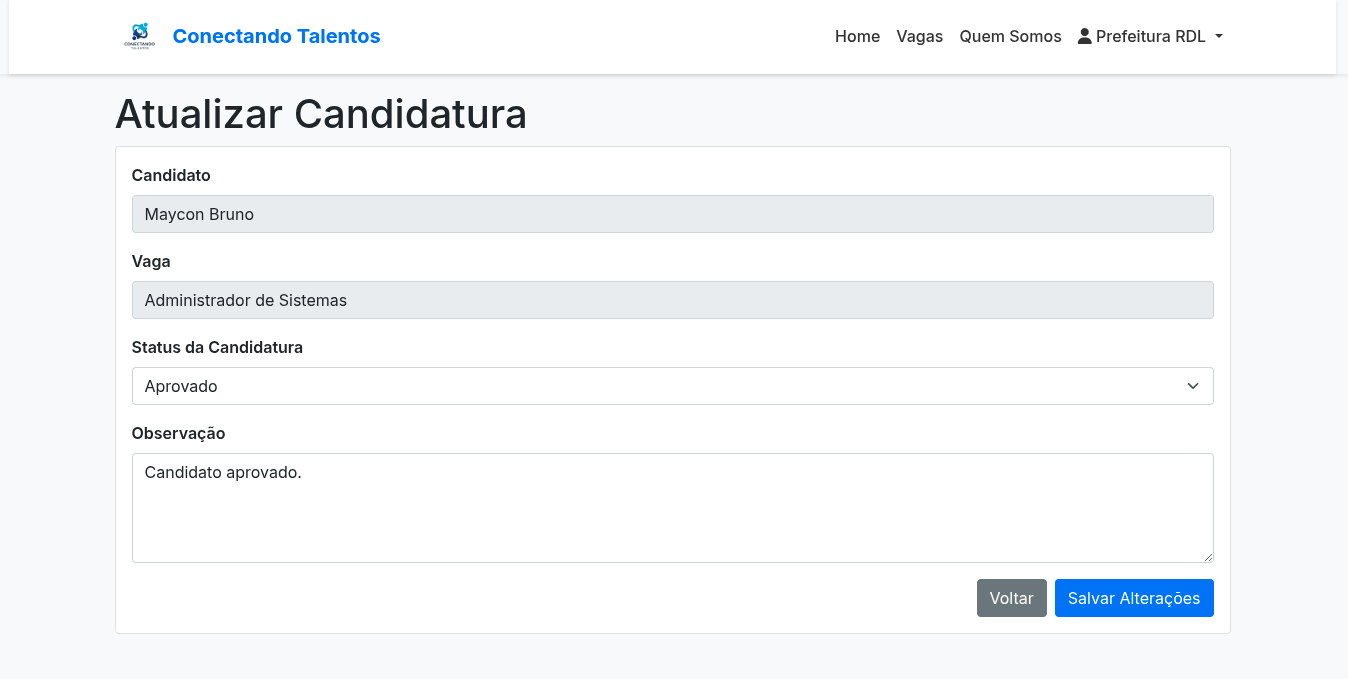 CONECTANDO
TALENTOS
Conectando Talentos
Home
Vagas
Quem Somos
Prefeitura RDL
Atualizar Candidatura
Candidato
Maycon Bruno
Vaga
Administrador de Sistemas
Status da Candidatura
Aprovado
Observação
Candidato aprovado.
Voltar
Salvar Alterações